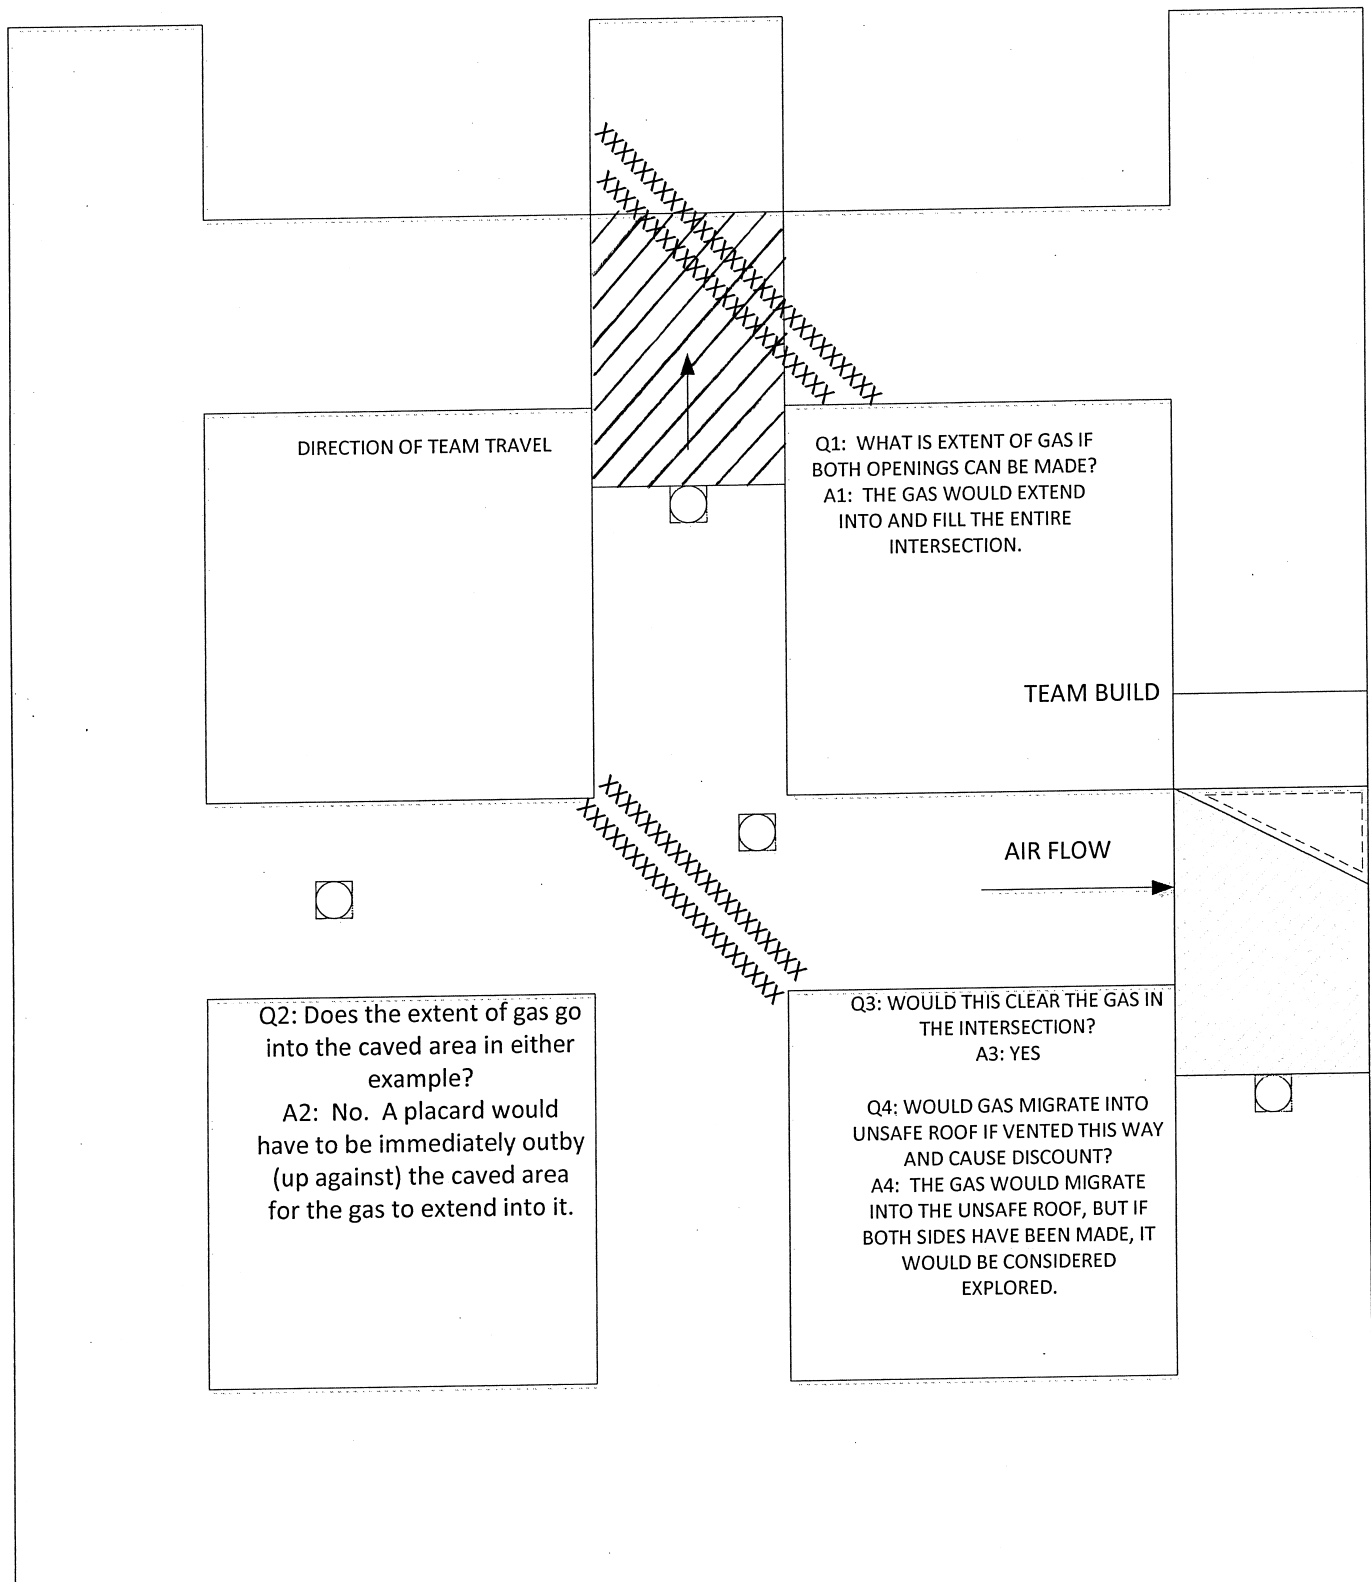 DIRECTION OF TEAM TRAVEL
Q1: WHAT IS EXTENT OF GAS IF
BOTH OPENINGS CAN BE MADE?
A1: THE GAS WOULD EXTEND
INTO AND FILL THE ENTIRE
INTERSECTION.
TEAM BUILD
AIR FLOW
Q2: Does the extent of gas go
into the caved area in either
example?
A2: No. A placard would
have to be immediately outby
(up against) the caved area
for the gas to extend into it.
Q3: WOULD THIS CLEAR THE GAS IN
THE INTERSECTION?
A3: YES
Q4: WOULD GAS MIGRATE INTO
UNSAFE ROOF IF VENTED THIS WAY
AND CAUSE DISCOUNT?
A4: THE GAS WOULD MIGRATE
INTO THE UNSAFE ROOF, BUT IF
BOTH SIDES HAVE BEEN MADE, IT
WOULD BE CONSIDERED
EXPLORED.